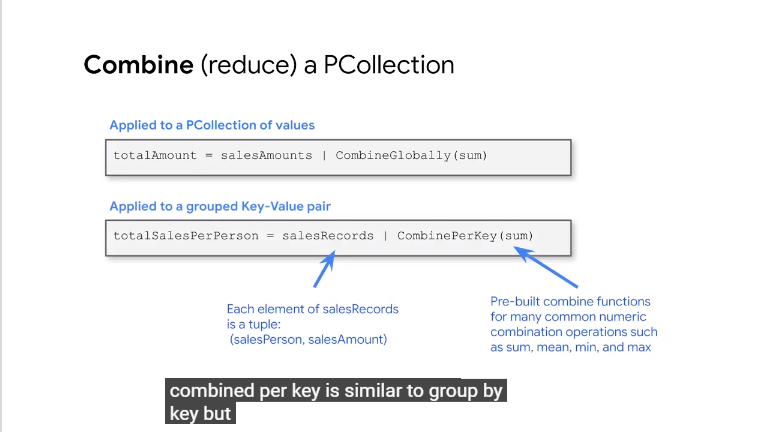 Combine (reduce) a PCollection
Applied to a PCollection of values
totalAmount = salesAmounts | CombineGlobally(sum)
Applied to a grouped Key-Value pair
totalSalesPerPerson = salesRecords | CombinePerKey(sum)
Each element of salesRecords
is a tuple:
(salesPerson, salesAmount)
Pre-built combine functions
for many common numeric
combination operations such
as sum, mean, min, and max
combined per key is similar to group by
key but